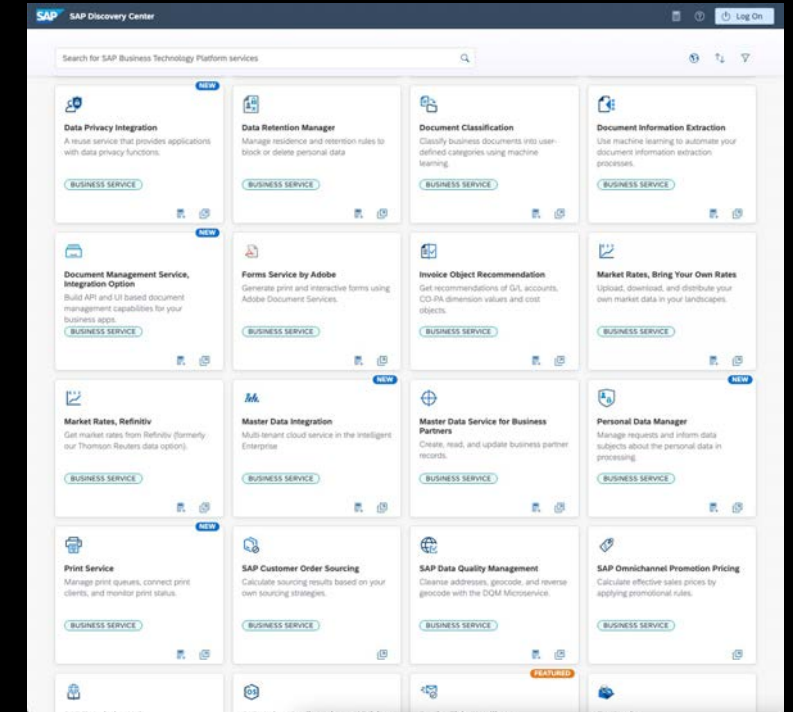 SAP SAP Discovery Center
Log On
Search for SAP Business Technology Platform services
NEW
Data Privacy Integration
A reuse service that provides applications
with data privacy functions.
BUSINESS SERVICE
Data Retention Manager
Manage residence and retention rules to
block or delete personal data
BUSINESS SERVICE
Document Classification
Classify business documents into user-
defined categories using machine
learning.
BUSINESS SERVICE
Document Information Extraction
Use machine learning to automate your
document information extraction
processes.
BUSINESS SERVICE
NEW
Document Management Service,
Integration Option
Build API and UI based document
management capabilities for your
business apps.
BUSINESS SERVICE
Forms Service by Adobe
Generate print and interactive forms using
Adobe Document Services.
BUSINESS SERVICE
Invoice Object Recommendation
Get recommendations of G/L accounts,
CO-PA dimension values and cost
objects.
BUSINESS SERVICE
Market Rates, Bring Your Own Rates
Upload, download, and distribute your
own market data in your landscapes.
BUSINESS SERVICE
Market Rates, Refinitiv
Get market rates from Refinitiv (formerly
our Thomson Reuters data option).
BUSINESS SERVICE
NEW
Master Data Integration
Multi-tenant cloud service in the Intelligent
Enterprise
BUSINESS SERVICE
Master Data Service for Business
Partners
Create, read, and update business partner
records.
BUSINESS SERVICE
NEW
Personal Data Manager
Manage requests and inform data
subjects about the personal data in
processing.
BUSINESS SERVICE
NEW
Print Service
Manage print queues, connect print
clients, and monitor print status.
BUSINESS SERVICE
SAP Customer Order Sourcing
Calculate sourcing results based on your
own sourcing strategies.
BUSINESS SERVICE
SAP Data Quality Management
Cleanse addresses, geocode, and reverse
geocode with the DQM Microservice.
BUSINESS SERVICE
SAP Omnichannel Promotion Pricing
Calculate effective sales prices by
applying promotional rules.
BUSINESS SERVICE
FEATURED